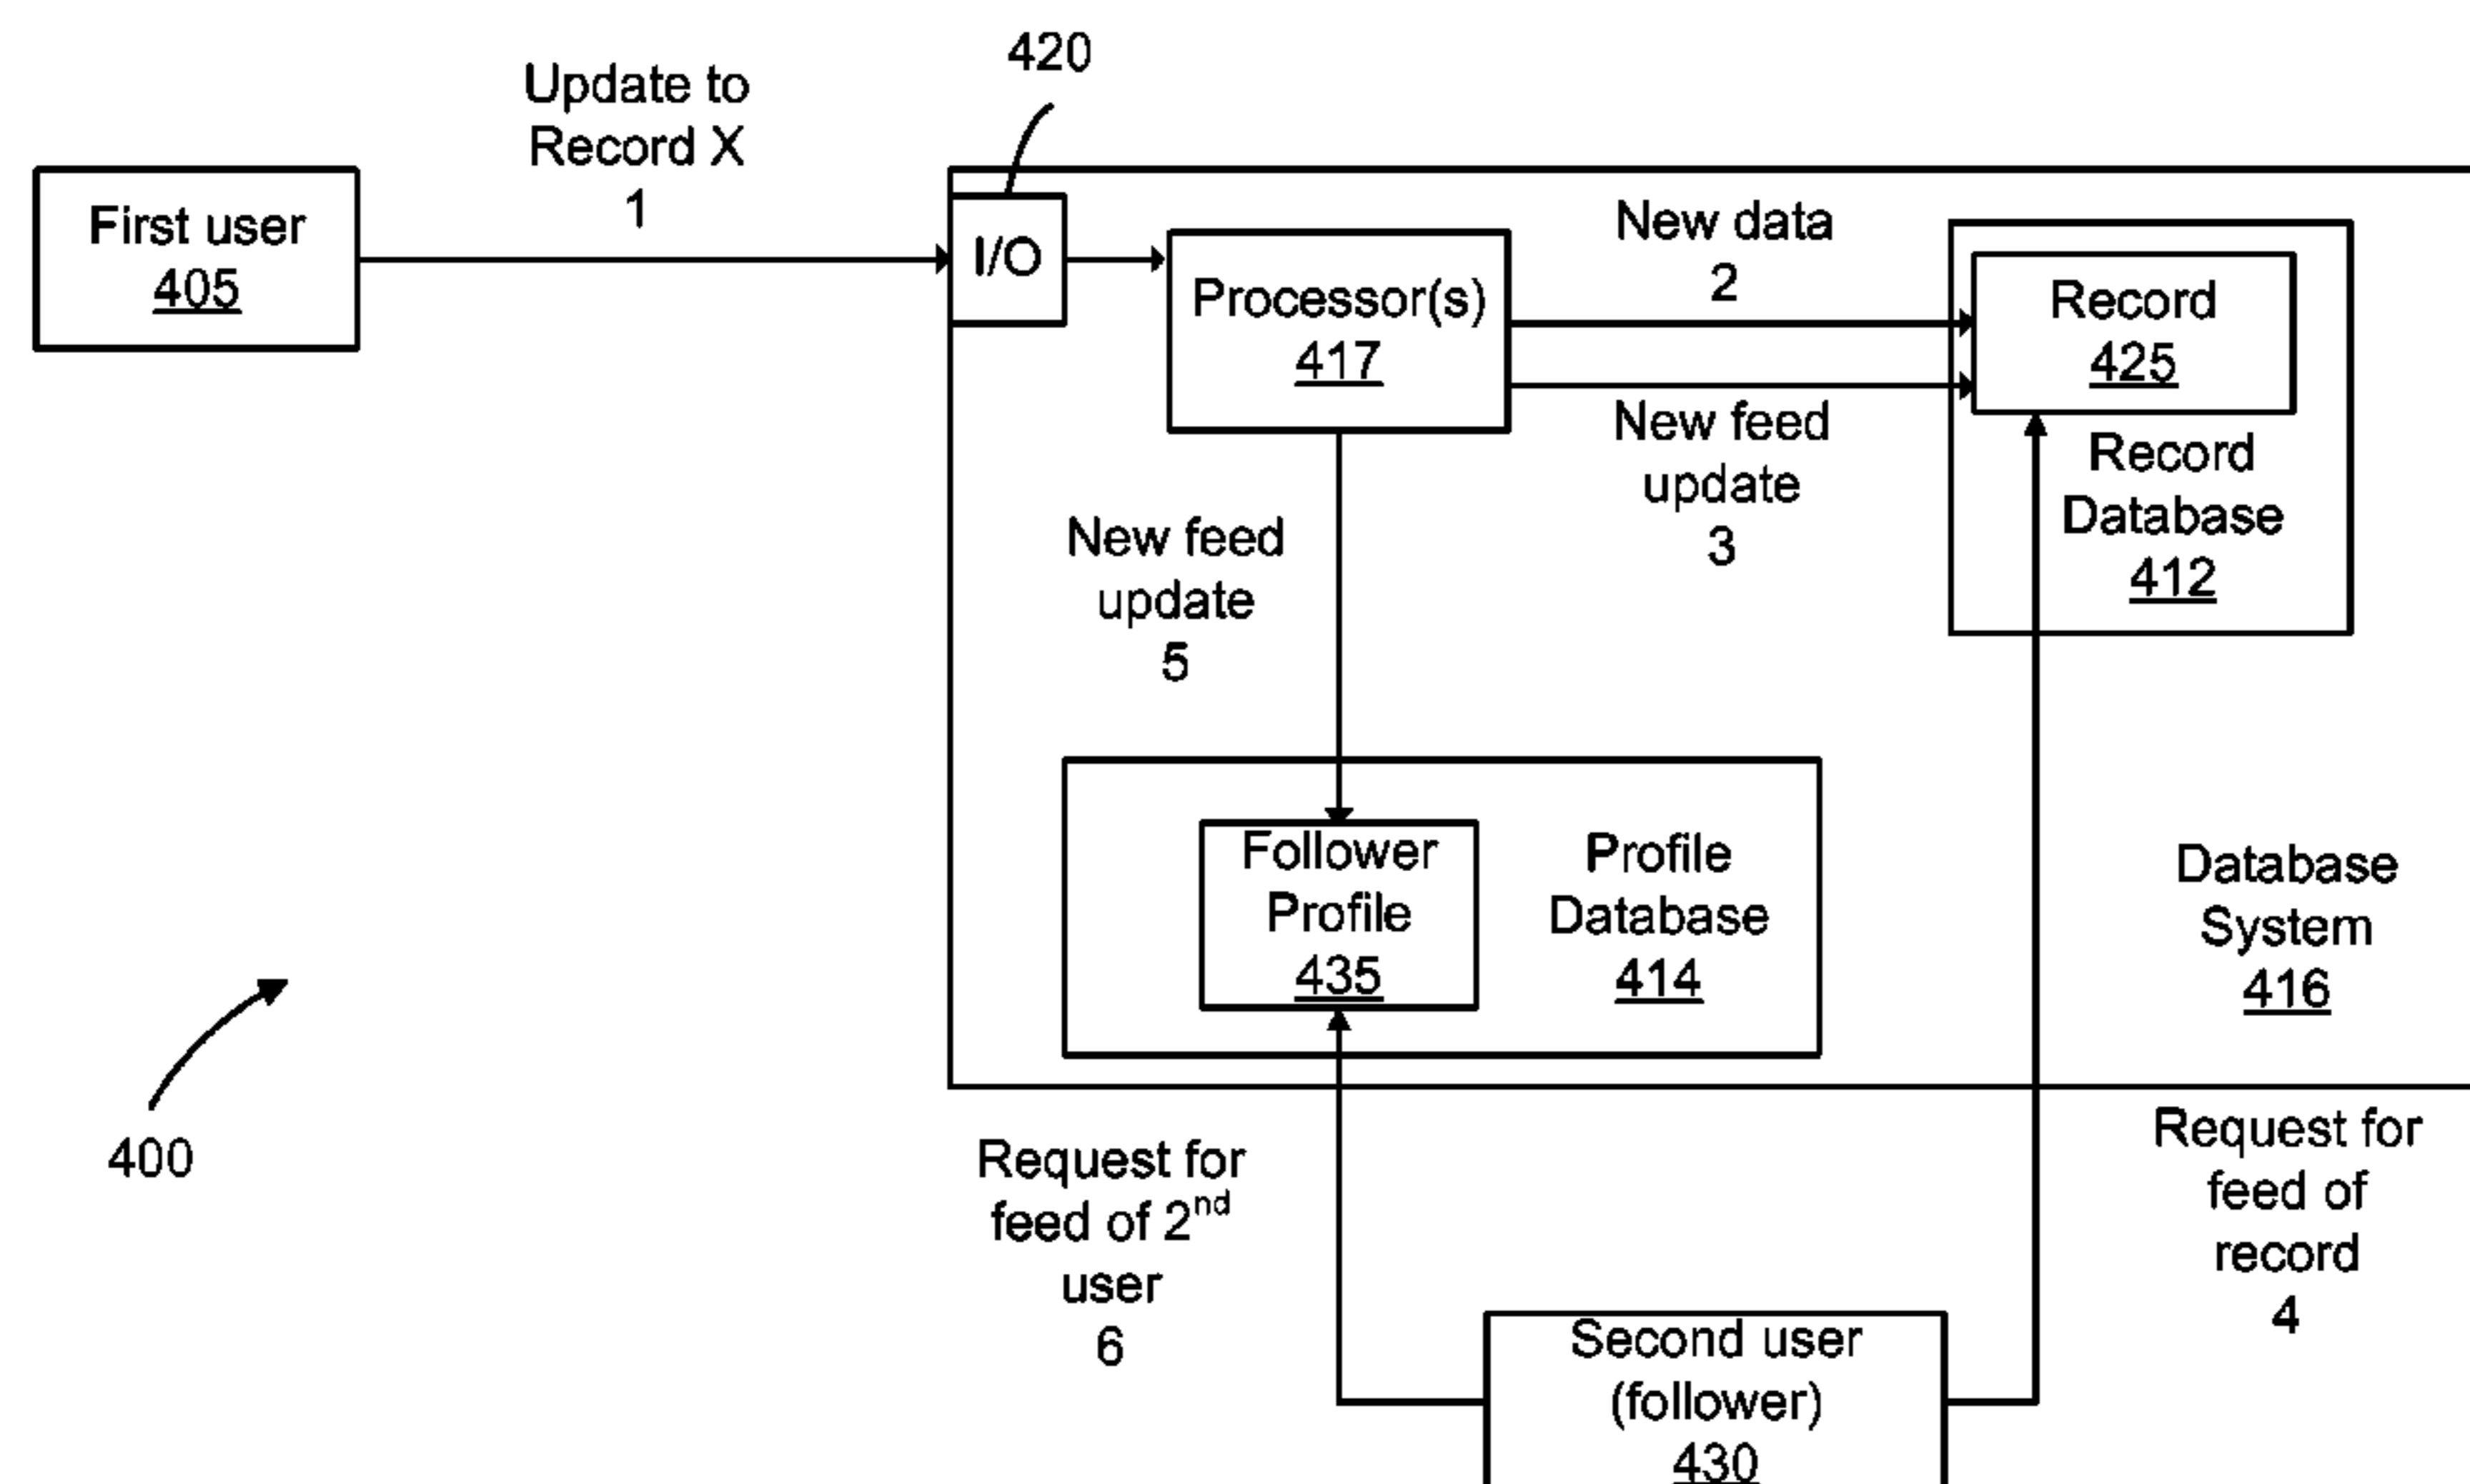 420
Update to
Record X
1
First user
405
I/O
Processor(s)
417
New data
2
Record
425
New feed
update
3
Record
Database
412
New feed
update
5
Follower
Profile
435
Profile
Database
414
Database
System
416
400
Request for
feed of 2nd
user
6
Request for
feed of
record
4
Second user
(follower)
430